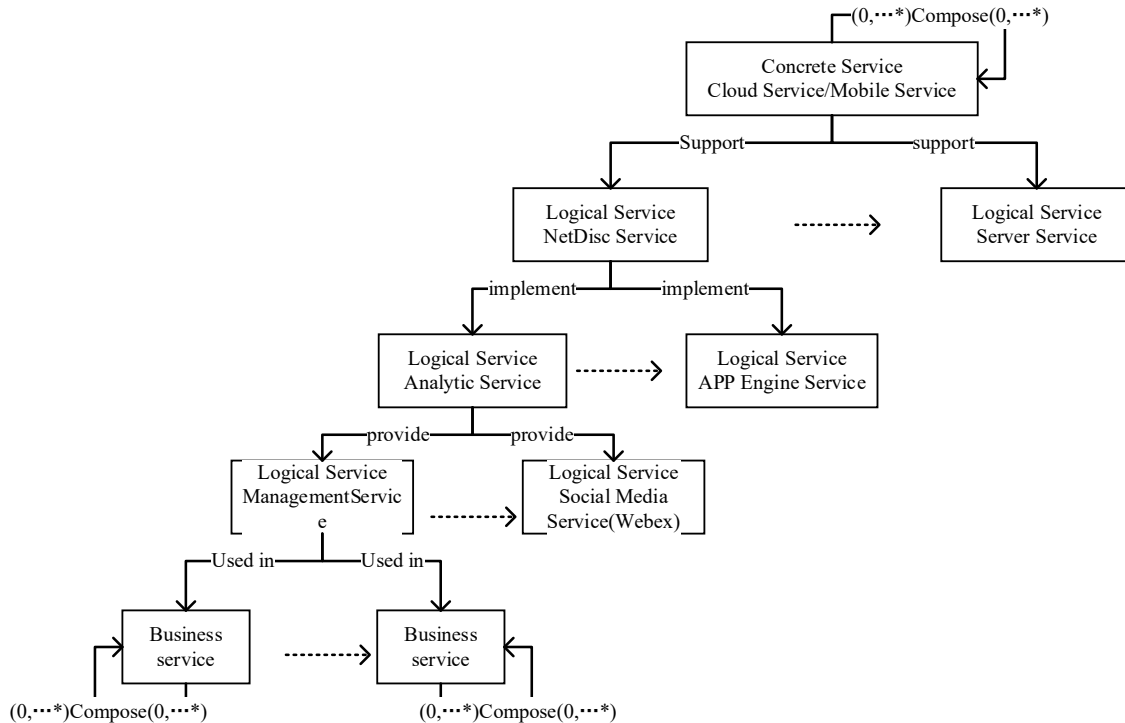 (0,···*)Compose(0,···*)
Concrete Service
Cloud Service/Mobile Service
Support
support
Logical Service
NetDisc Service
Logical Service
Server Service
implement
implement
Logical Service
Analytic Service
Logical Service
APP Engine Service
provide
provide
Logical Service
ManagementServic
e
Logical Service
Social Media
Service(Webex)
Used in
Used in
Business
service
Business
service
(0,···*)Compose(0,···*)
(0,···*)Compose(0,···*)